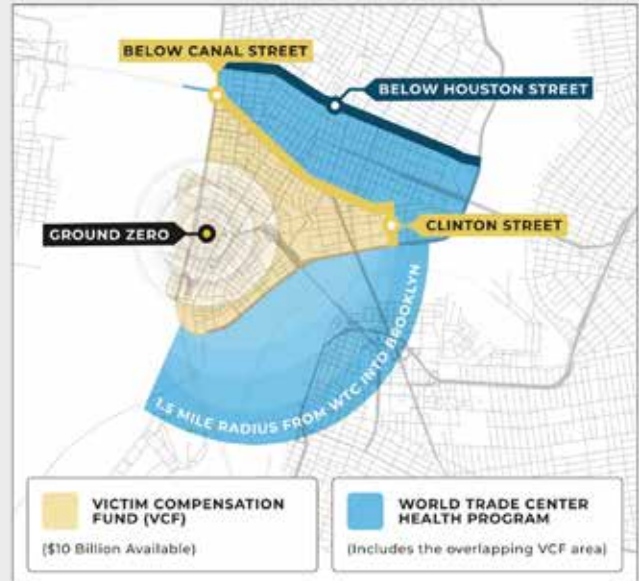 BELOW CANAL STREET
BELOW HOUSTON STREET
GROUND ZERO
CLINTON STREET
1.5 MILE RADIUS FROM WTC INTO BROOKLYN
VICTIM COMPENSATION
FUND (VCF)
($10 Billion Available)
WORLD TRADE CENTER
HEALTH PROGRAM
(Includes the overlapping VCF area)